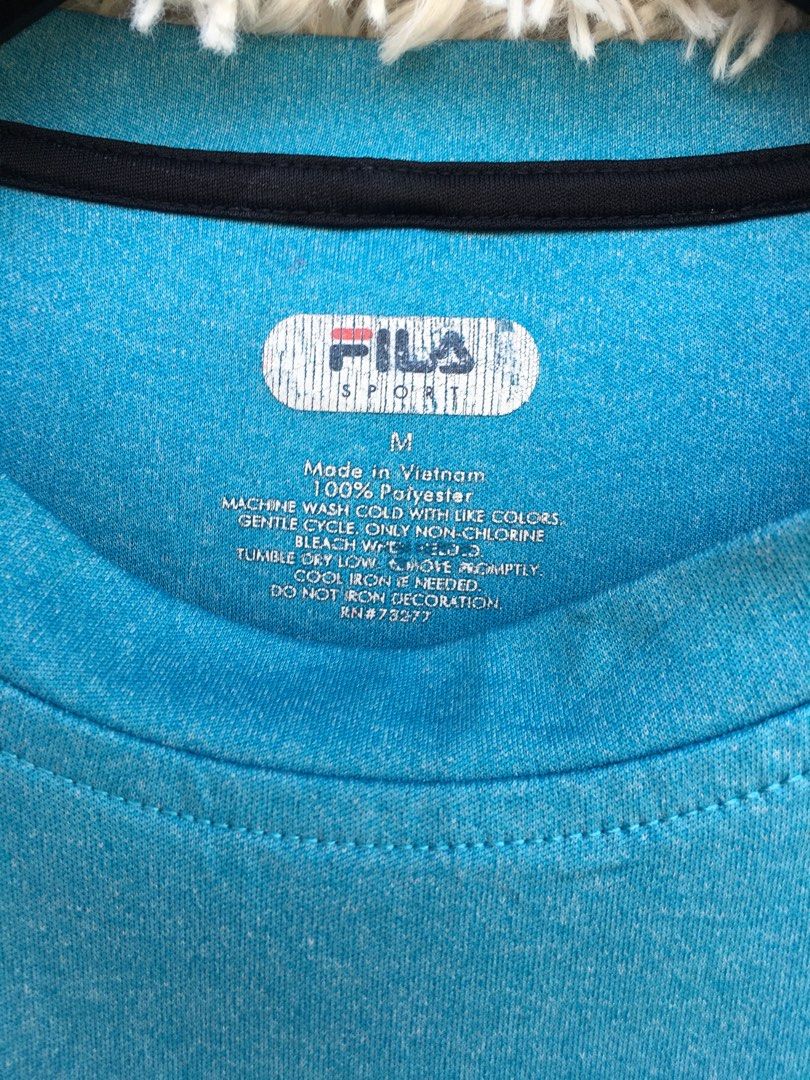 FILA
SPORT
M
Made in Vietnam
100% Polyester
MACHINE WASH COLD WITH LIKE COLORS.
GENTLE CYCLE. ONLY NON-CHLORINE
BLEACH
TUMBLE DRY LOW. REMOVE PROMPTLY.
COOL IRON IF NEEDED.
DO NOT IRON DECORATION.
RN#73277